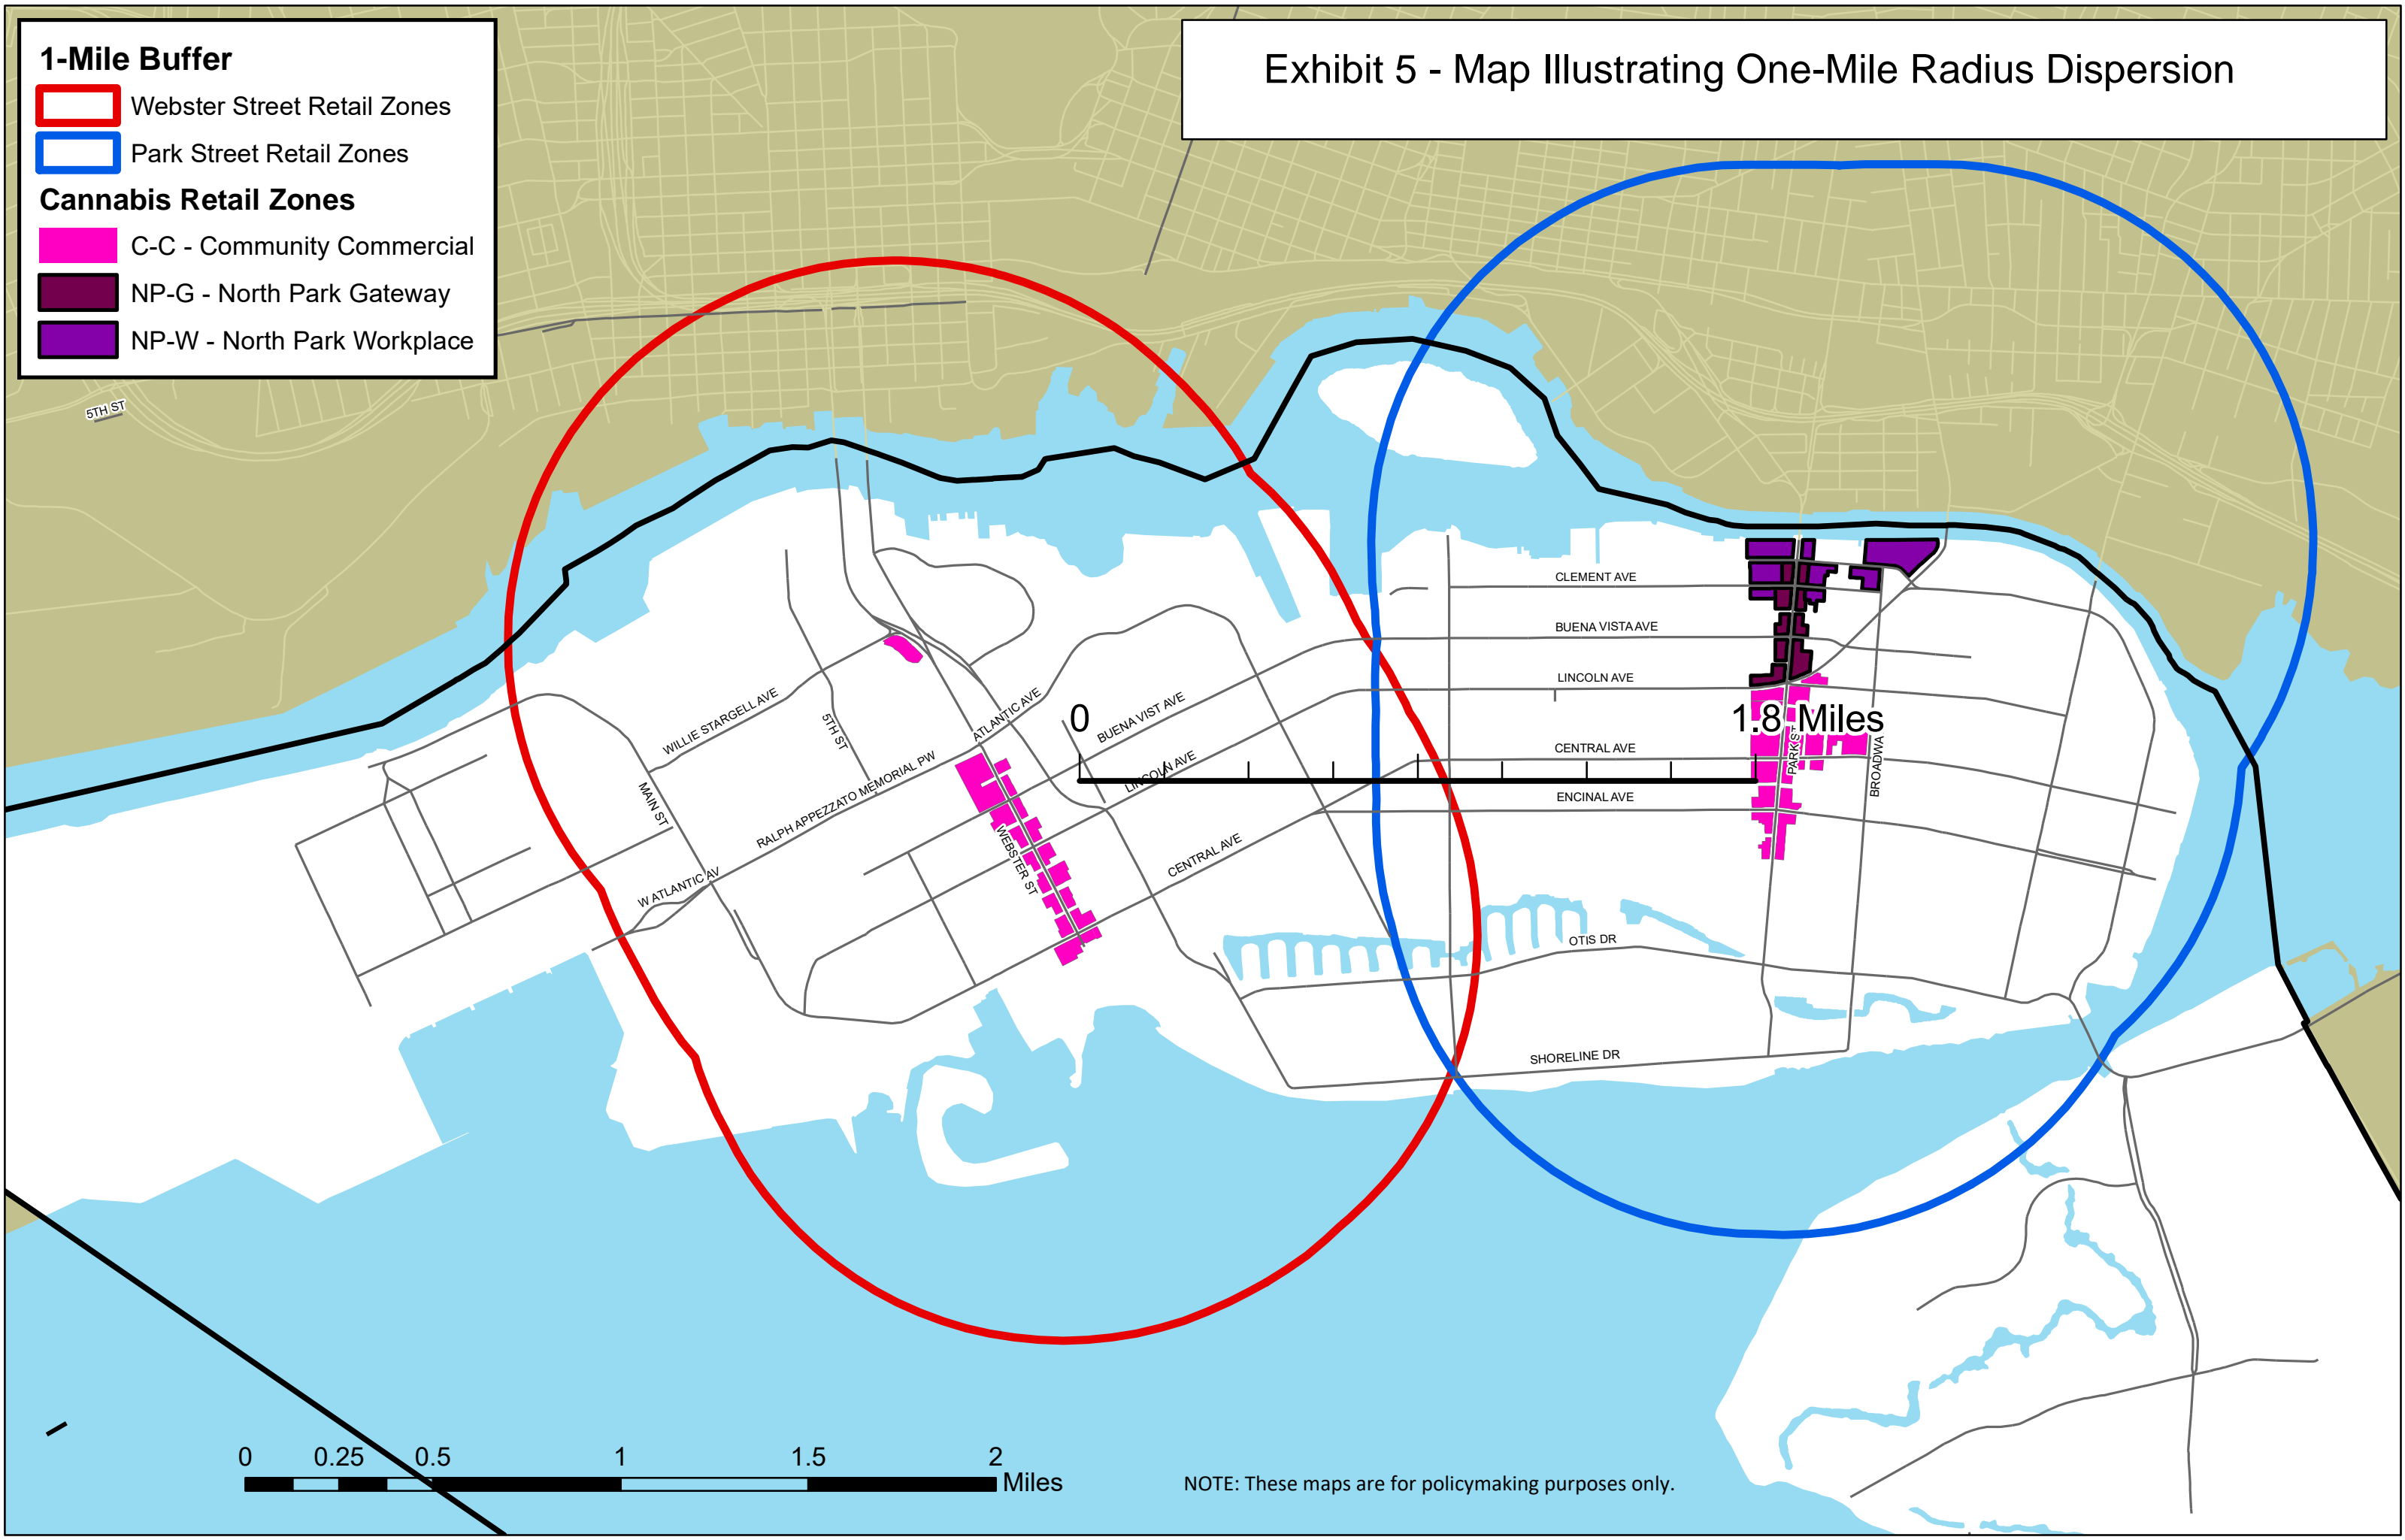 Exhibit 5 - Map Illustrating One-Mile Radius Dispersion
1-Mile Buffer
Webster Street Retail Zones
Park Street Retail Zones
Cannabis Retail Zones
C-C - Community Commercial
NP-G - North Park Gateway
NP-W - North Park Workplace
5TH ST
CLEMENT AVE
BUENA VISTA AVE
LINCOLN AVE
WILLIE STARGELL AVE
5TH ST
ATLANTIC AVE
BUENA VIST AVE
0
1.8 Miles
PARK ST
CENTRAL AVE
BROADWA
MAIN ST
RALPH APPEZZATO MEMORIAL PW
LINCOLN AVE
ENCINAL AVE
WEBSTER ST
CENTRAL AVE
W ATLANTIC AV
OTIS DR
SHORELINE DR
0 0.25 0.5 1 1.5 2
Miles
NOTE: These maps are for policymaking purposes only.